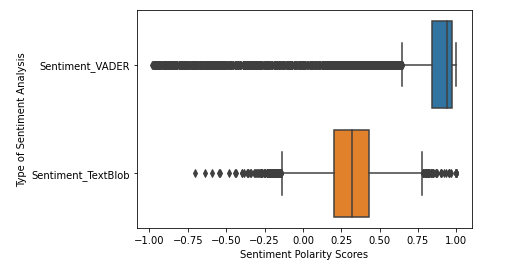 Type of Sentiment Analysis
Sentiment_VADER
Sentiment_TextBlob
−1.00 −0.75 −0.50 −0.25 0.00 0.25 0.50 0.75 1.00
Sentiment Polarity Scores